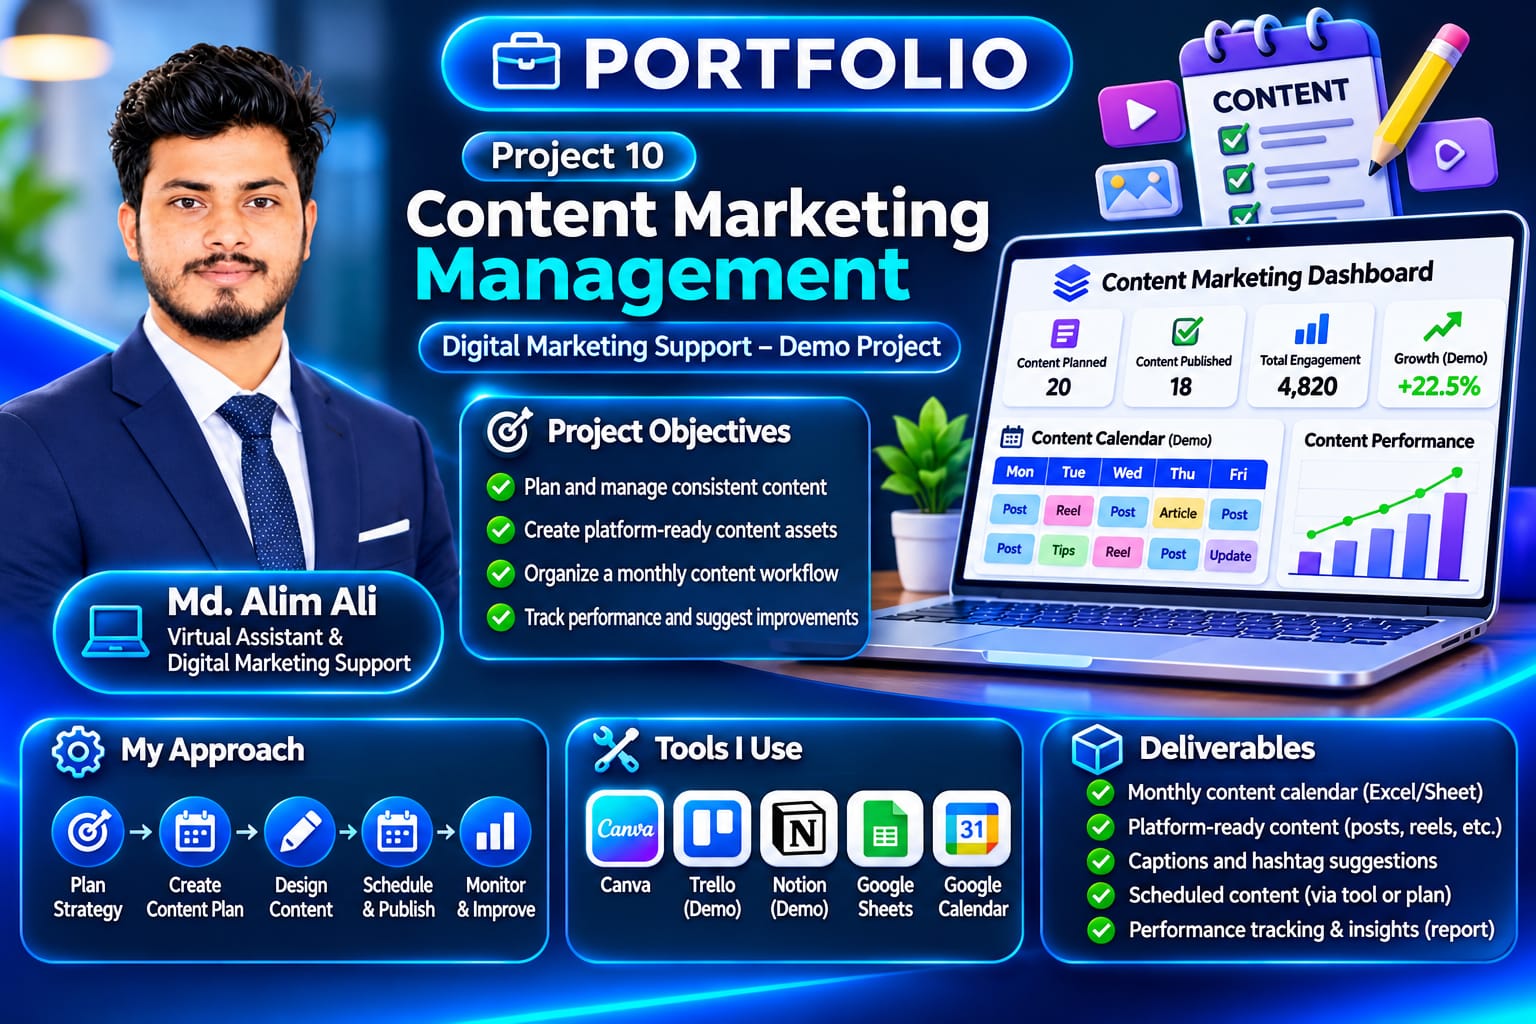 PORTFOLIO
Project 10
Content Marketing
Management
Digital Marketing Support – Demo Project
Project Objectives
Plan and manage consistent content
Create platform-ready content assets
Organize a monthly content workflow
Track performance and suggest improvements
Md. Alim Ali
Virtual Assistant &
Digital Marketing Support
CONTENT
Content Marketing Dashboard
Content Planned
20
Content Published
18
Total Engagement
4,820
Growth (Demo)
+22.5%
Content Calendar (Demo)
Mon Tue Wed Thu Fri
Post Reel Post Article Post
Post Tips Reel Post Update
Content Performance
My Approach
Plan
Strategy
Create
Content Plan
Design
Content
Schedule
& Publish
Monitor
& Improve
Tools I Use
Canva
Canva
Trello
(Demo)
N
Notion
(Demo)
Google
Sheets
31
Google
Calendar
Deliverables
Monthly content calendar (Excel/Sheet)
Platform-ready content (posts, reels, etc.)
Captions and hashtag suggestions
Scheduled content (via tool or plan)
Performance tracking & insights (report)